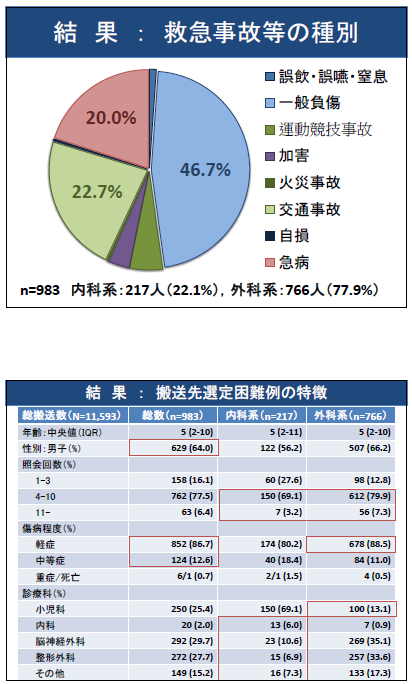 結 果 ： 救急事故等の種別
誤飲・誤嚥・窒息
一般負傷
運動競技事故
加害
火災事故
交通事故
自損
急病
20.0%
46.7%
22.7%
n=983 内科系：217人（22.1%），外科系：766人（77.9%）
結 果 ： 搬送先選定困難例の特徴
総搬送数（N=11,593） 総数（n=983） 内科系（n=217） 外科系（n=766）
年齢：中央値（IQR） 5 (2-10) 5 (2-11) 5 (2-10)
性別：男子（%） 629 (64.0) 122 (56.2) 507 (66.2)
照会回数（%）
1-3 158 (16.1) 60 (27.6) 98 (12.8)
4-10 762 (77.5) 150 (69.1) 612 (79.9)
11- 63 (6.4) 7 (3.2) 56 (7.3)
傷病程度（%）
軽症 852 (86.7) 174 (80.2) 678 (88.5)
中等症 124 (12.6) 40 (18.4) 84 (11.0)
重症/死亡 6/1 (0.7) 2/1 (1.5) 4 (0.5)
診療科（%）
小児科 250 (25.4) 150 (69.1) 100 (13.1)
内科 20 (2.0) 13 (6.0) 7 (0.9)
脳神経外科 292 (29.7) 23 (10.6) 269 (35.1)
整形外科 272 (27.7) 15 (6.9) 257 (33.6)
その他 149 (15.2) 16 (7.3) 133 (17.3)